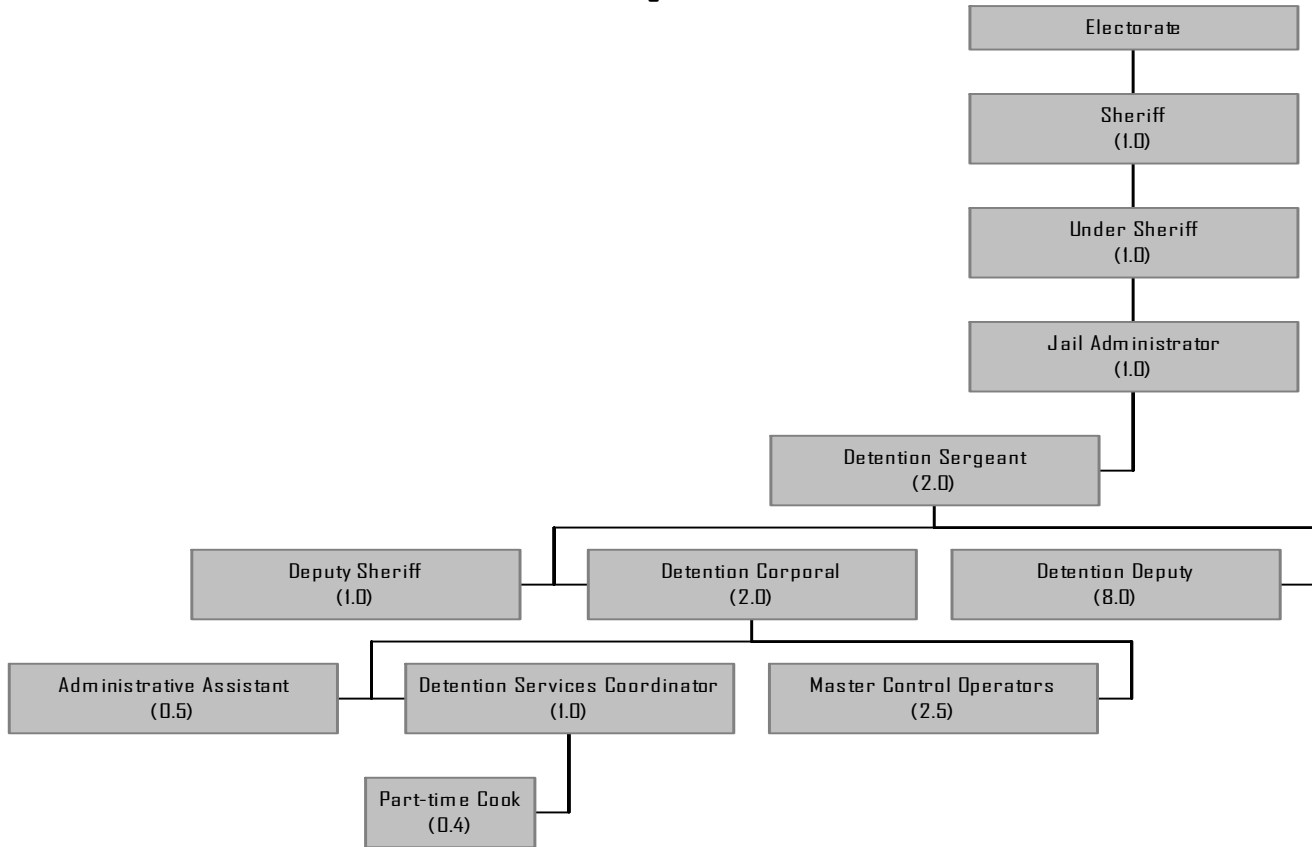 Electorate
Sheriff
(1.0)
Under Sheriff
(1.0)
Jail Administrator
(1.0)
Detention Sergeant
(2.0)
Deputy Sheriff
(1.0)
Detention Corporal
(2.0)
Detention Deputy
(8.0)
Administrative Assistant
(0.5)
Detention Services Coordinator
(1.0)
Master Control Operators
(2.5)
Part-time Cook
(0.4)